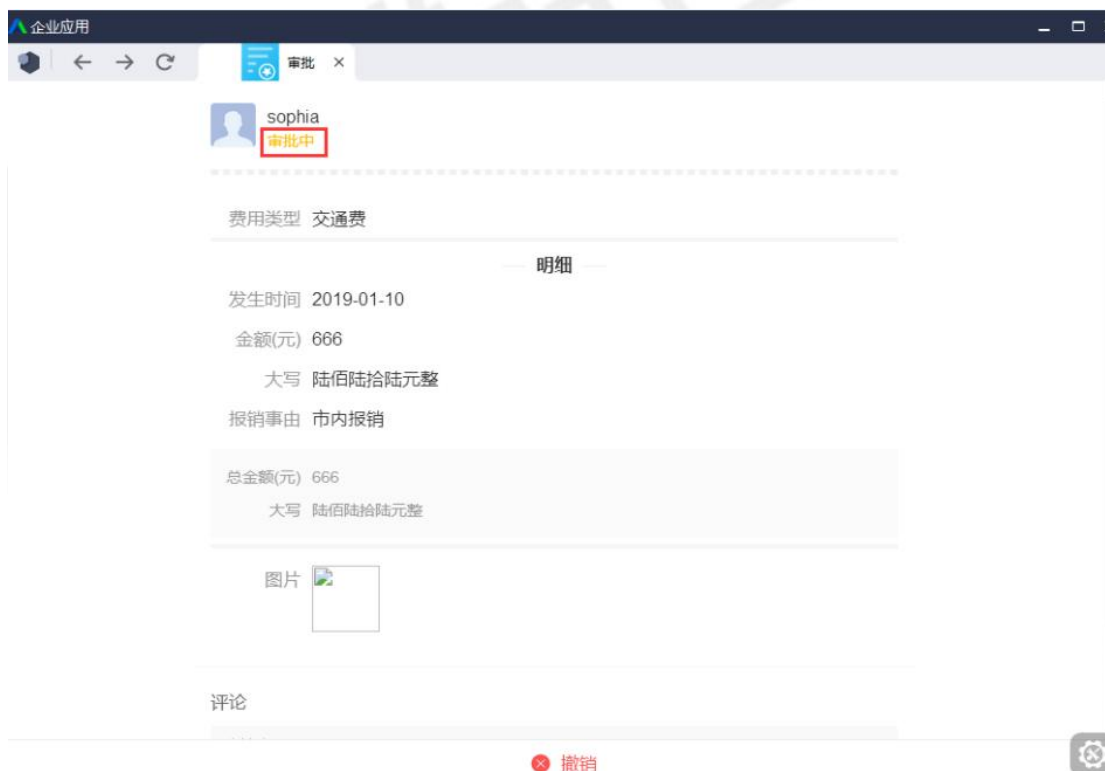 企业应用
审批
sophia
审批中
费用类型 交通费
明细
发生时间 2019-01-10
金额(元) 666
大写 陆佰陆拾陆元整
报销事由 市内报销
总金额(元) 666
大写 陆佰陆拾陆元整
图片
评论
撤销